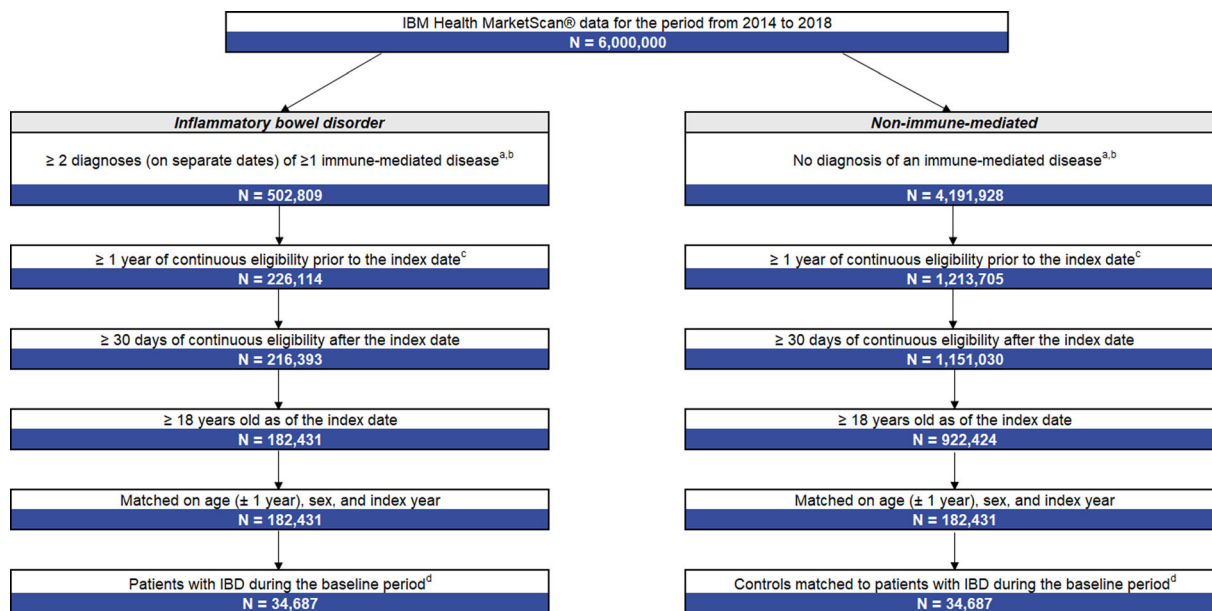 IBM Health MarketScan® data for the period from 2014 to 2018
N = 6,000,000
Inflammatory bowel disorder
≥ 2 diagnoses (on separate dates) of ≥1 immune-mediated disease^a,b
N = 502,809
≥ 1 year of continuous eligibility prior to the index date^c
N = 226,114
≥ 30 days of continuous eligibility after the index date
N = 216,393
≥ 18 years old as of the index date
N = 182,431
Matched on age (± 1 year), sex, and index year
N = 182,431
Patients with IBD during the baseline period^d
N = 34,687
Non-immune-mediated
No diagnosis of an immune-mediated disease^a,b
N = 4,191,928
≥ 1 year of continuous eligibility prior to the index date^c
N = 1,213,705
≥ 30 days of continuous eligibility after the index date
N = 1,151,030
≥ 18 years old as of the index date
N = 922,424
Matched on age (± 1 year), sex, and index year
N = 182,431
Controls matched to patients with IBD during the baseline period^d
N = 34,687